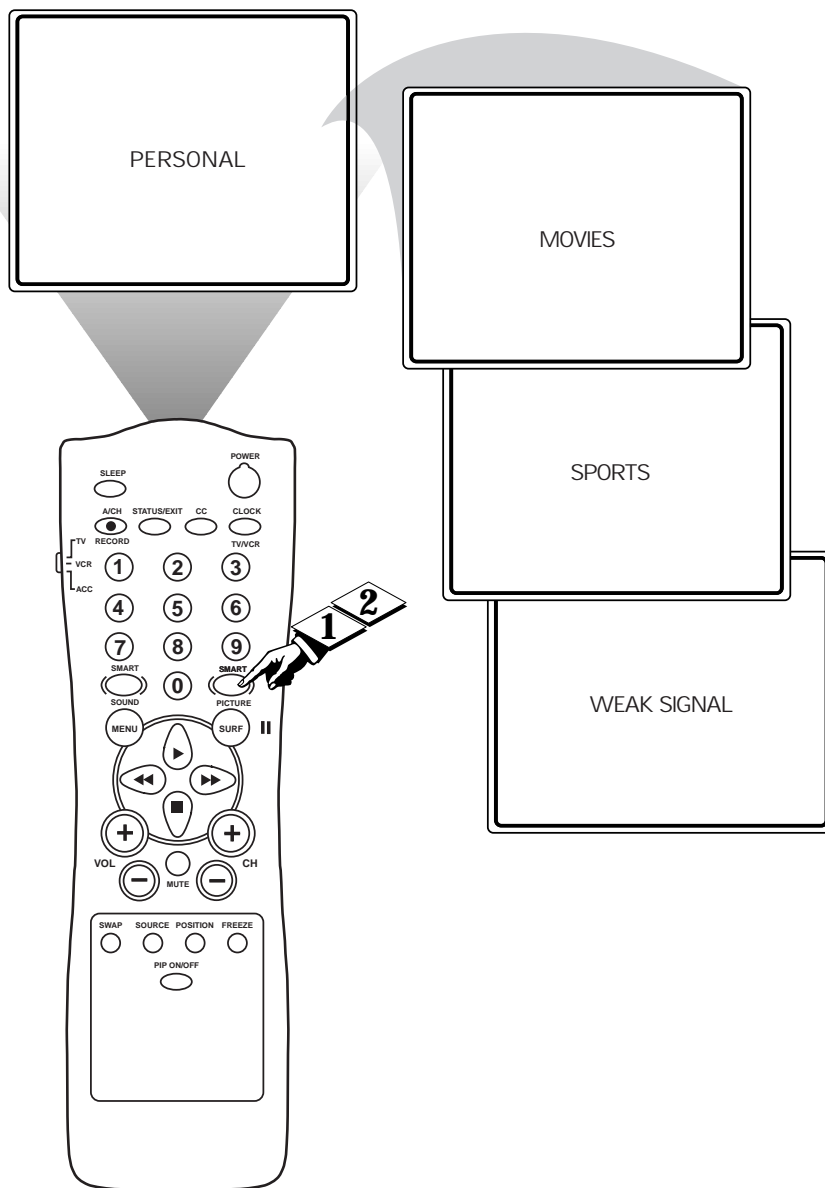 PERSONAL
MOVIES
SPORTS
WEAK SIGNAL
POWER
SLEEP
A/CH STATUS/EXIT CC CLOCK
TV RECORD TV/VCR
VCR
ACC
1 2 3
4 5 6
7 8 9
SMART 0 SMART
SOUND PICTURE
MENU SURF
1 2
+ +
VOL CH
- MUTE -
SWAP SOURCE POSITION FREEZE
PIP ON/OFF